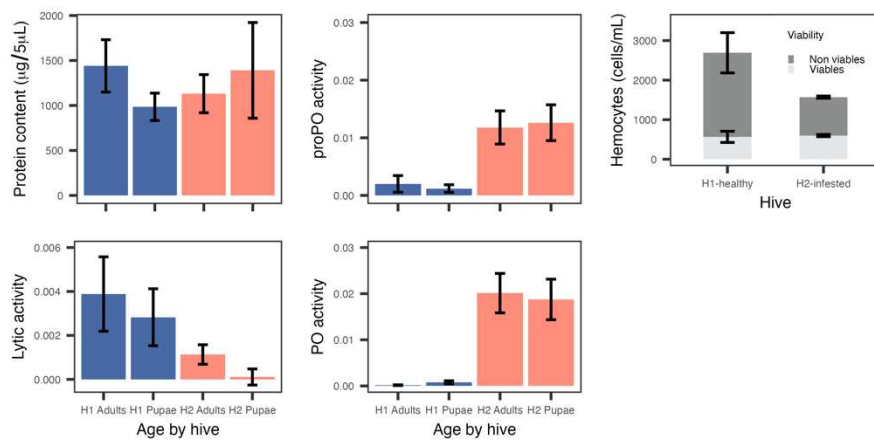 Protein content (μg/5μL)
2000
1500
1000
500
0
proPO activity
0.03
0.02
0.01
0.00
Hemocytes (cells/mL)
3000
2000
1000
0
Viability
Non viables
Viables
H1-healthy H2-infested
Hive
Lytic activity
0.006
0.004
0.002
0.000
H1 Adults H1 Pupae H2 Adults H2 Pupae
Age by hive
PO activity
0.03
0.02
0.01
0.00
H1 Adults H1 Pupae H2 Adults H2 Pupae
Age by hive